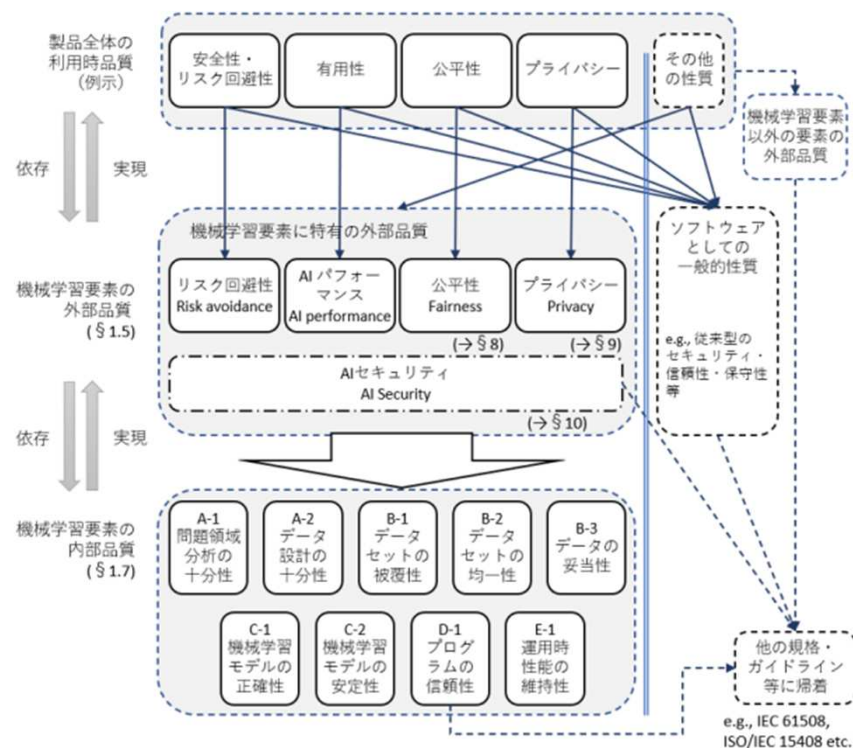 製品全体の
利用時品質
（例示）
安全性・
リスク回避性
有用性
公平性
プライバシー
その他
の性質
機械学習要素
以外の要素の
外部品質
依存
実現
機械学習要素に特有の外部品質
ソフトウェア
としての
一般的性質
e.g., 従来型の
セキュリティ・
信頼性・保守性
等
機械学習要素の
外部品質
(§1.5)
リスク回避性
Risk avoidance
AI パフォー
マンス
AI performance
公平性
Fairness
プライバシー
Privacy
(→§8)
(→§9)
AIセキュリティ
AI Security
(→§10)
依存
実現
機械学習要素の
内部品質
(§1.7)
A-1
問題領域
分析の
十分性
A-2
データ
設計の
十分性
B-1
データ
セットの
被覆性
B-2
データ
セットの
均一性
B-3
データの
妥当性
C-1
機械学習
モデルの
正確性
C-2
機械学習
モデルの
安定性
D-1
プログ
ラムの
信頼性
E-1
運用時
性能の
維持性
他の規格・
ガイドライン
等に帰着
e.g., IEC 61508,
ISO/IEC 15408 etc.